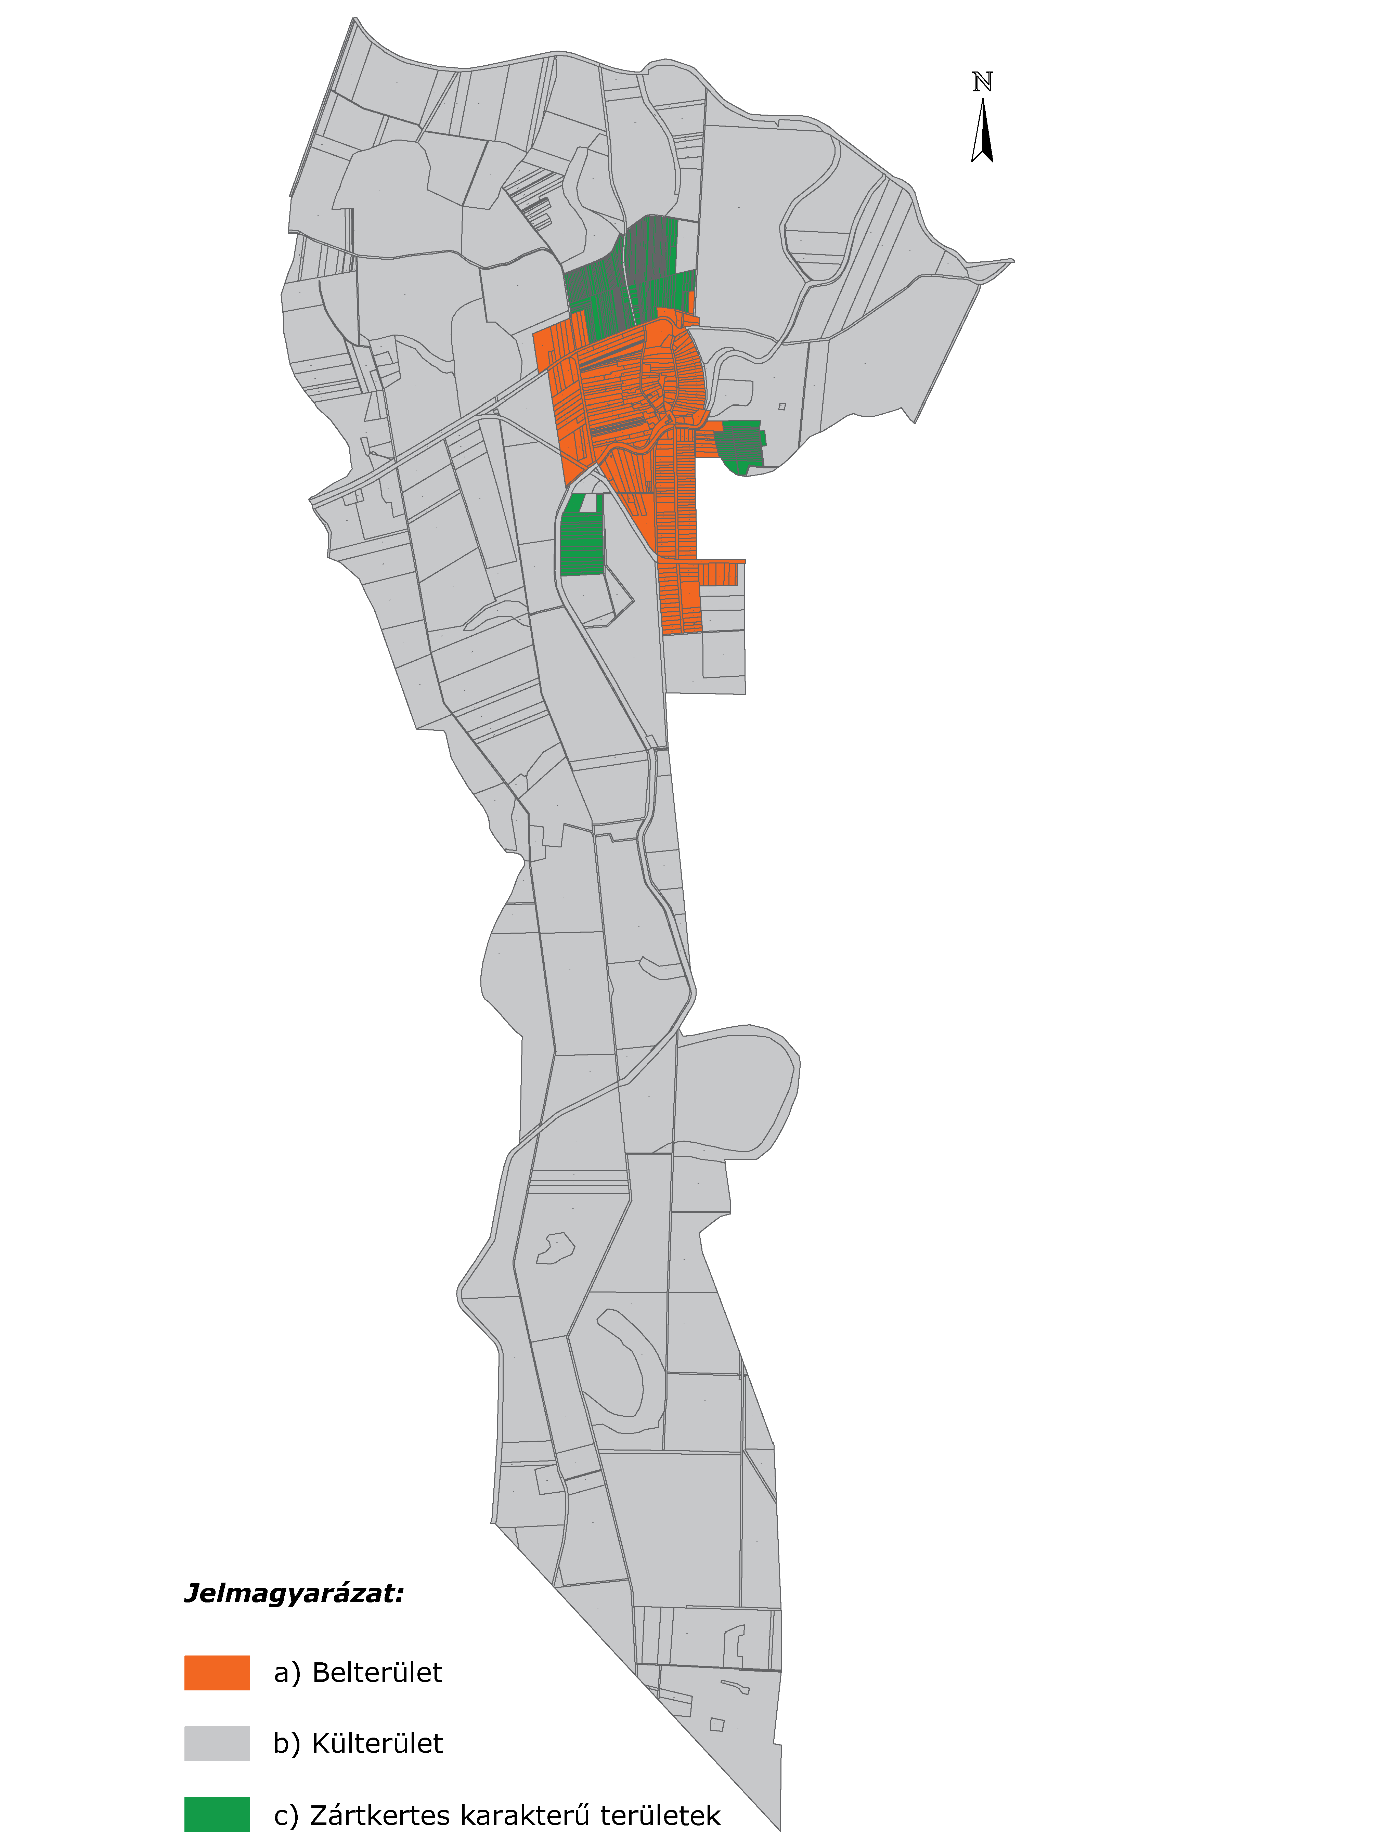 N
Jelmagyarázat:
a) Belterület
b) Külterület
c) Zártkertes karakterű területek